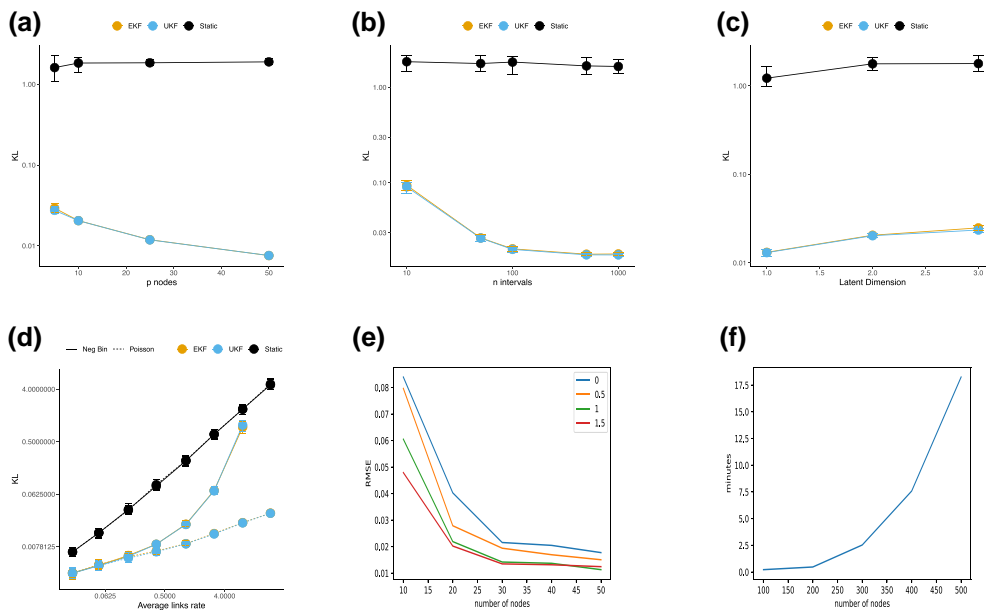 (a)
EKF UKF Static
1.00
0.10
0.01
KL
0 10 20 30 40 50
p nodes
(b)
EKF UKF Static
1.00
0.10
0.03
KL
10 100 1000
n intervals
(c)
EKF UKF Static
1.00
0.10
0.01
KL
1.0 1.5 2.0 2.5 3.0
Latent Dimension
(d)
Neg Bin Poisson EKF UKF Static
4.0000000
0.5000000
0.0625000
0.0078125
KL
0.0625 0.5000 4.0000
Average links rate
(e)
0
0.5
1
1.5
0.08
0.07
0.06
0.05
0.04
0.03
0.02
0.01
RMSE
10 15 20 25 30 35 40 45 50
number of nodes
(f)
17.5
15.0
12.5
10.0
7.5
5.0
2.5
0.0
minutes
100 150 200 250 300 350 400 450 500
number of nodes